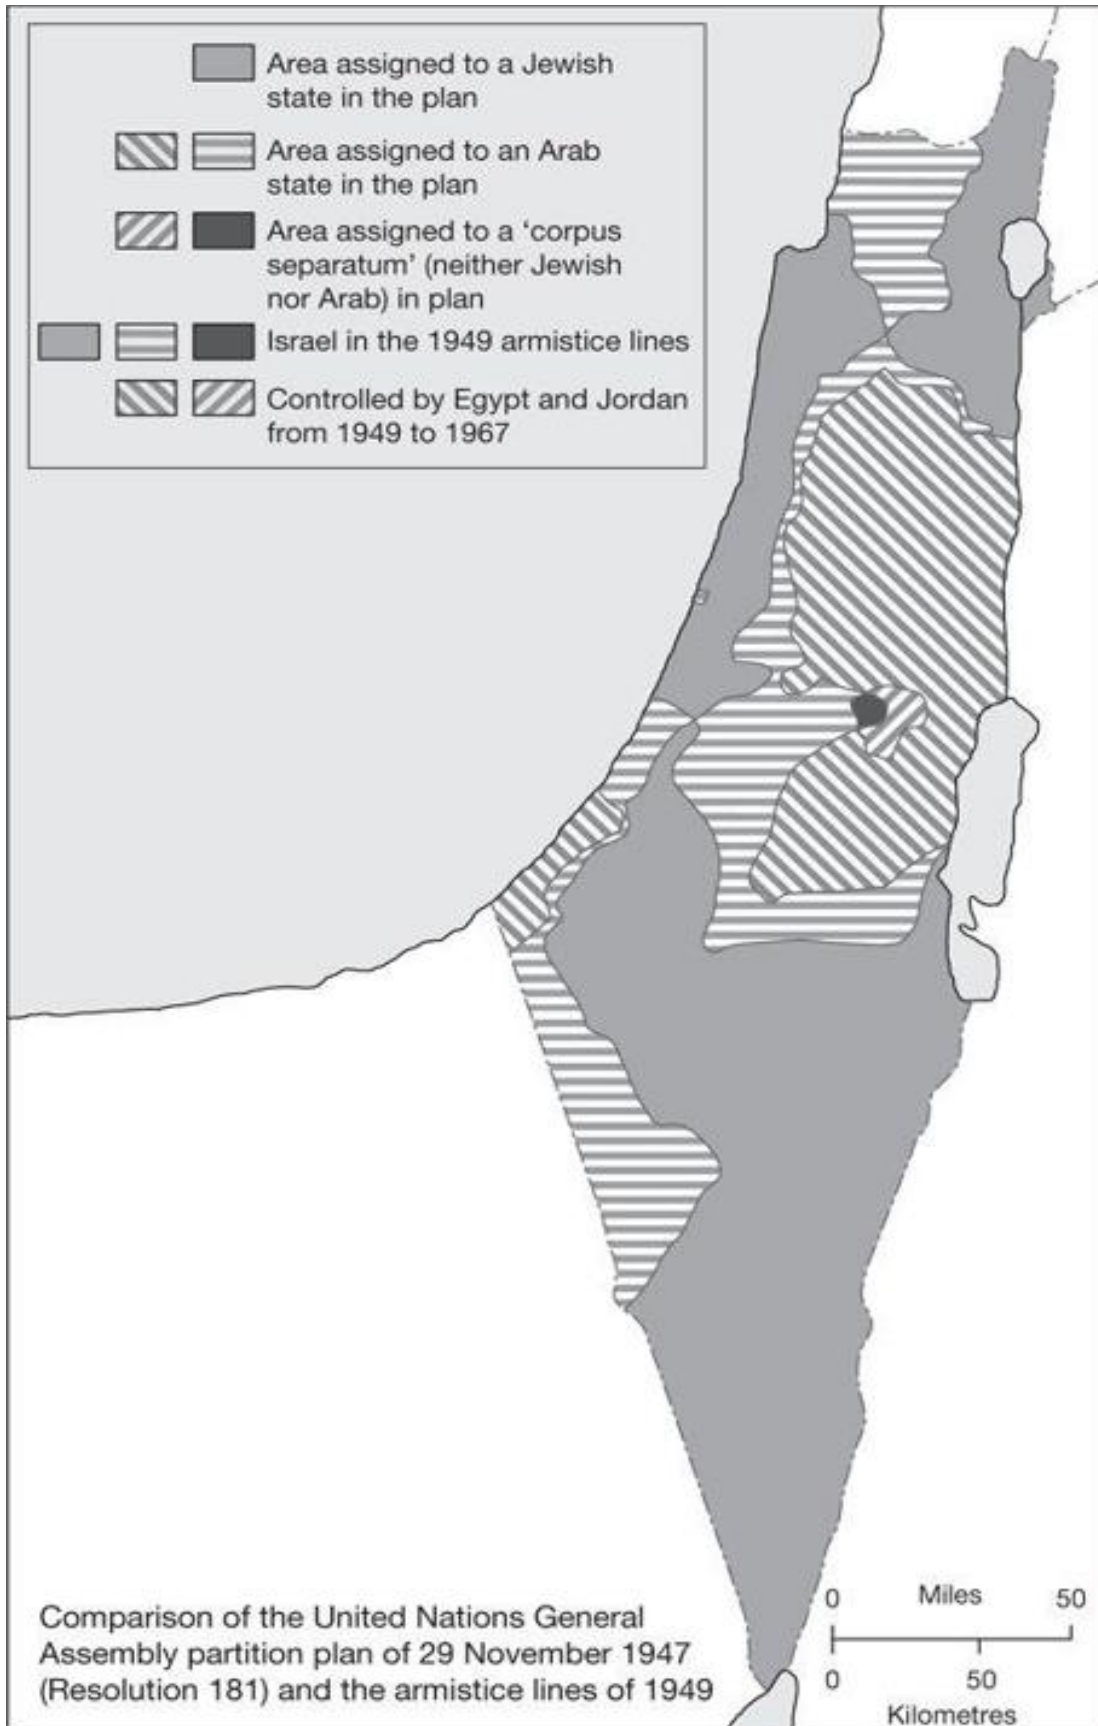 Area assigned to a Jewish
state in the plan
Area assigned to an Arab
state in the plan
Area assigned to a ‘corpus
separatum’ (neither Jewish
nor Arab) in plan
Israel in the 1949 armistice lines
Controlled by Egypt and Jordan
from 1949 to 1967
Comparison of the United Nations General
Assembly partition plan of 29 November 1947
(Resolution 181) and the armistice lines of 1949
0 Miles 50
0 50
Kilometres